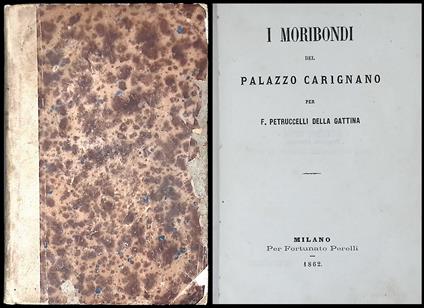 I MORIBONDI
DEL
PALAZZO CARIGNANO
PER
F. PETRUCCELLI DELLA GATTINA
MILANO
Per Fortunato Perelli
1862.